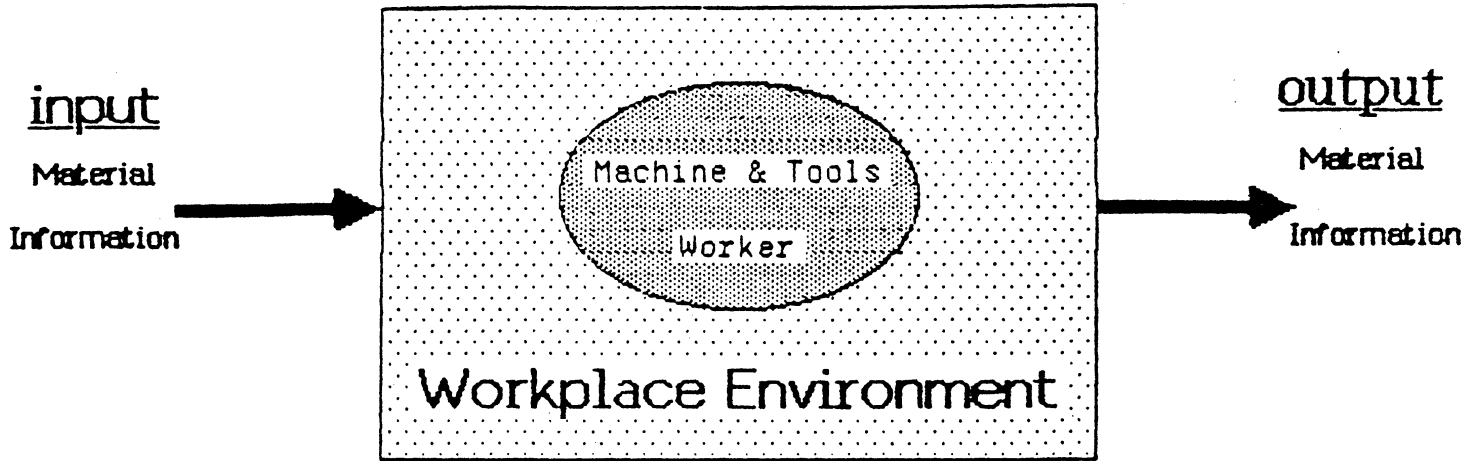 input
Material
Information
Machine & Tools
Worker
Workplace Environment
output
Material
Information